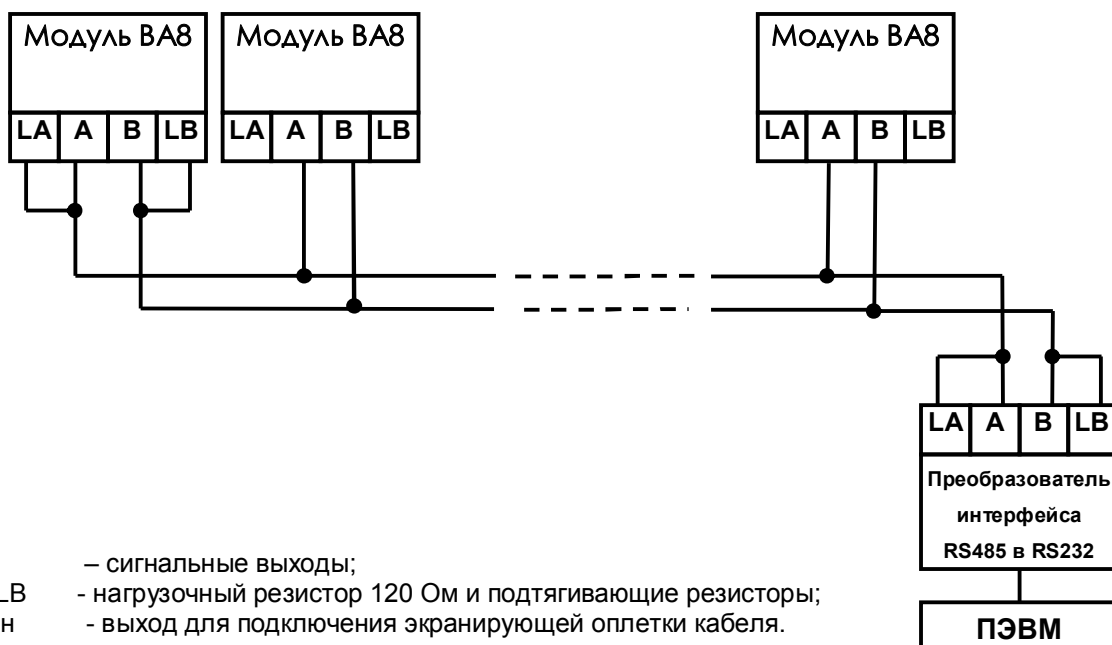 Модуль ВА8 Модуль ВА8 Модуль ВА8
LA A B LB LA A B LB LA A B LB
LA A B LB
Преобразователь
интерфейса
RS485 в RS232
– сигнальные выходы;
LB - нагрузочный резистор 120 Ом и подтягивающие резисторы;
н - выход для подключения экранирующей оплетки кабеля.
ПЭВМ